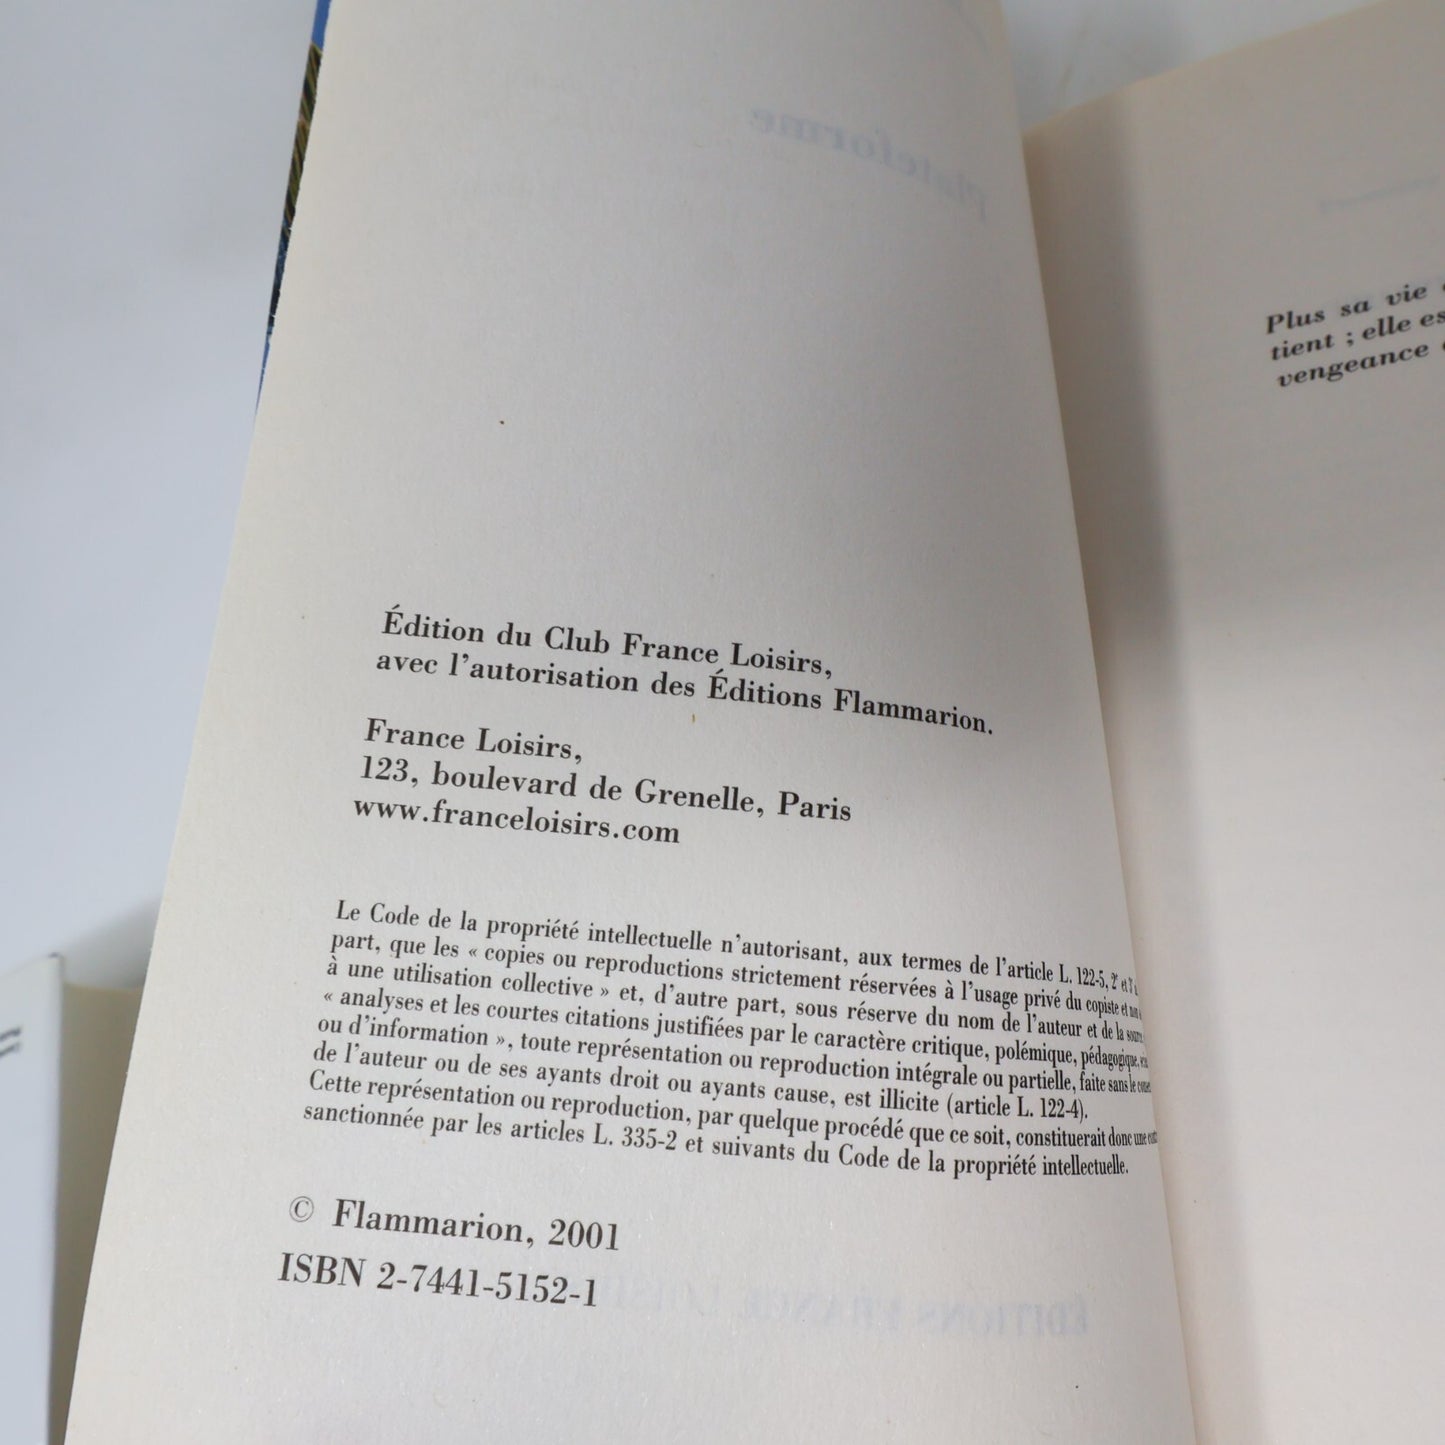 Plateforme
Édition du Club France Loisirs,
avec l'autorisation des Éditions Flammarion.
France Loisirs,
123, boulevard de Grenelle, Paris
www.franceloisirs.com
Le Code de la propriété intellectuelle n'autorisant, aux termes de l'article L. 122-5, 2° et 3° a,
part, que les « copies ou reproductions strictement réservées à l'usage privé du copiste et non
à une utilisation collective » et, d'autre part, sous réserve du nom de l'auteur et de la source,
« analyses et les courtes citations justifiées par le caractère critique, polémique, pédagogique,
ou d'information », toute représentation ou reproduction intégrale ou partielle, faite sans le
de l'auteur ou de ses ayants droit ou ayants cause, est illicite (article L. 122-4).
Cette représentation ou reproduction, par quelque procédé que ce soit, constituerait donc une
sanctionnée par les articles L. 335-2 et suivants du Code de la propriété intellectuelle.
© Flammarion, 2001
ISBN 2-7441-5152-1
ÉDITIONS FRANCE LOISIRS
Plus sa vie
tient ; elle es
vengeance